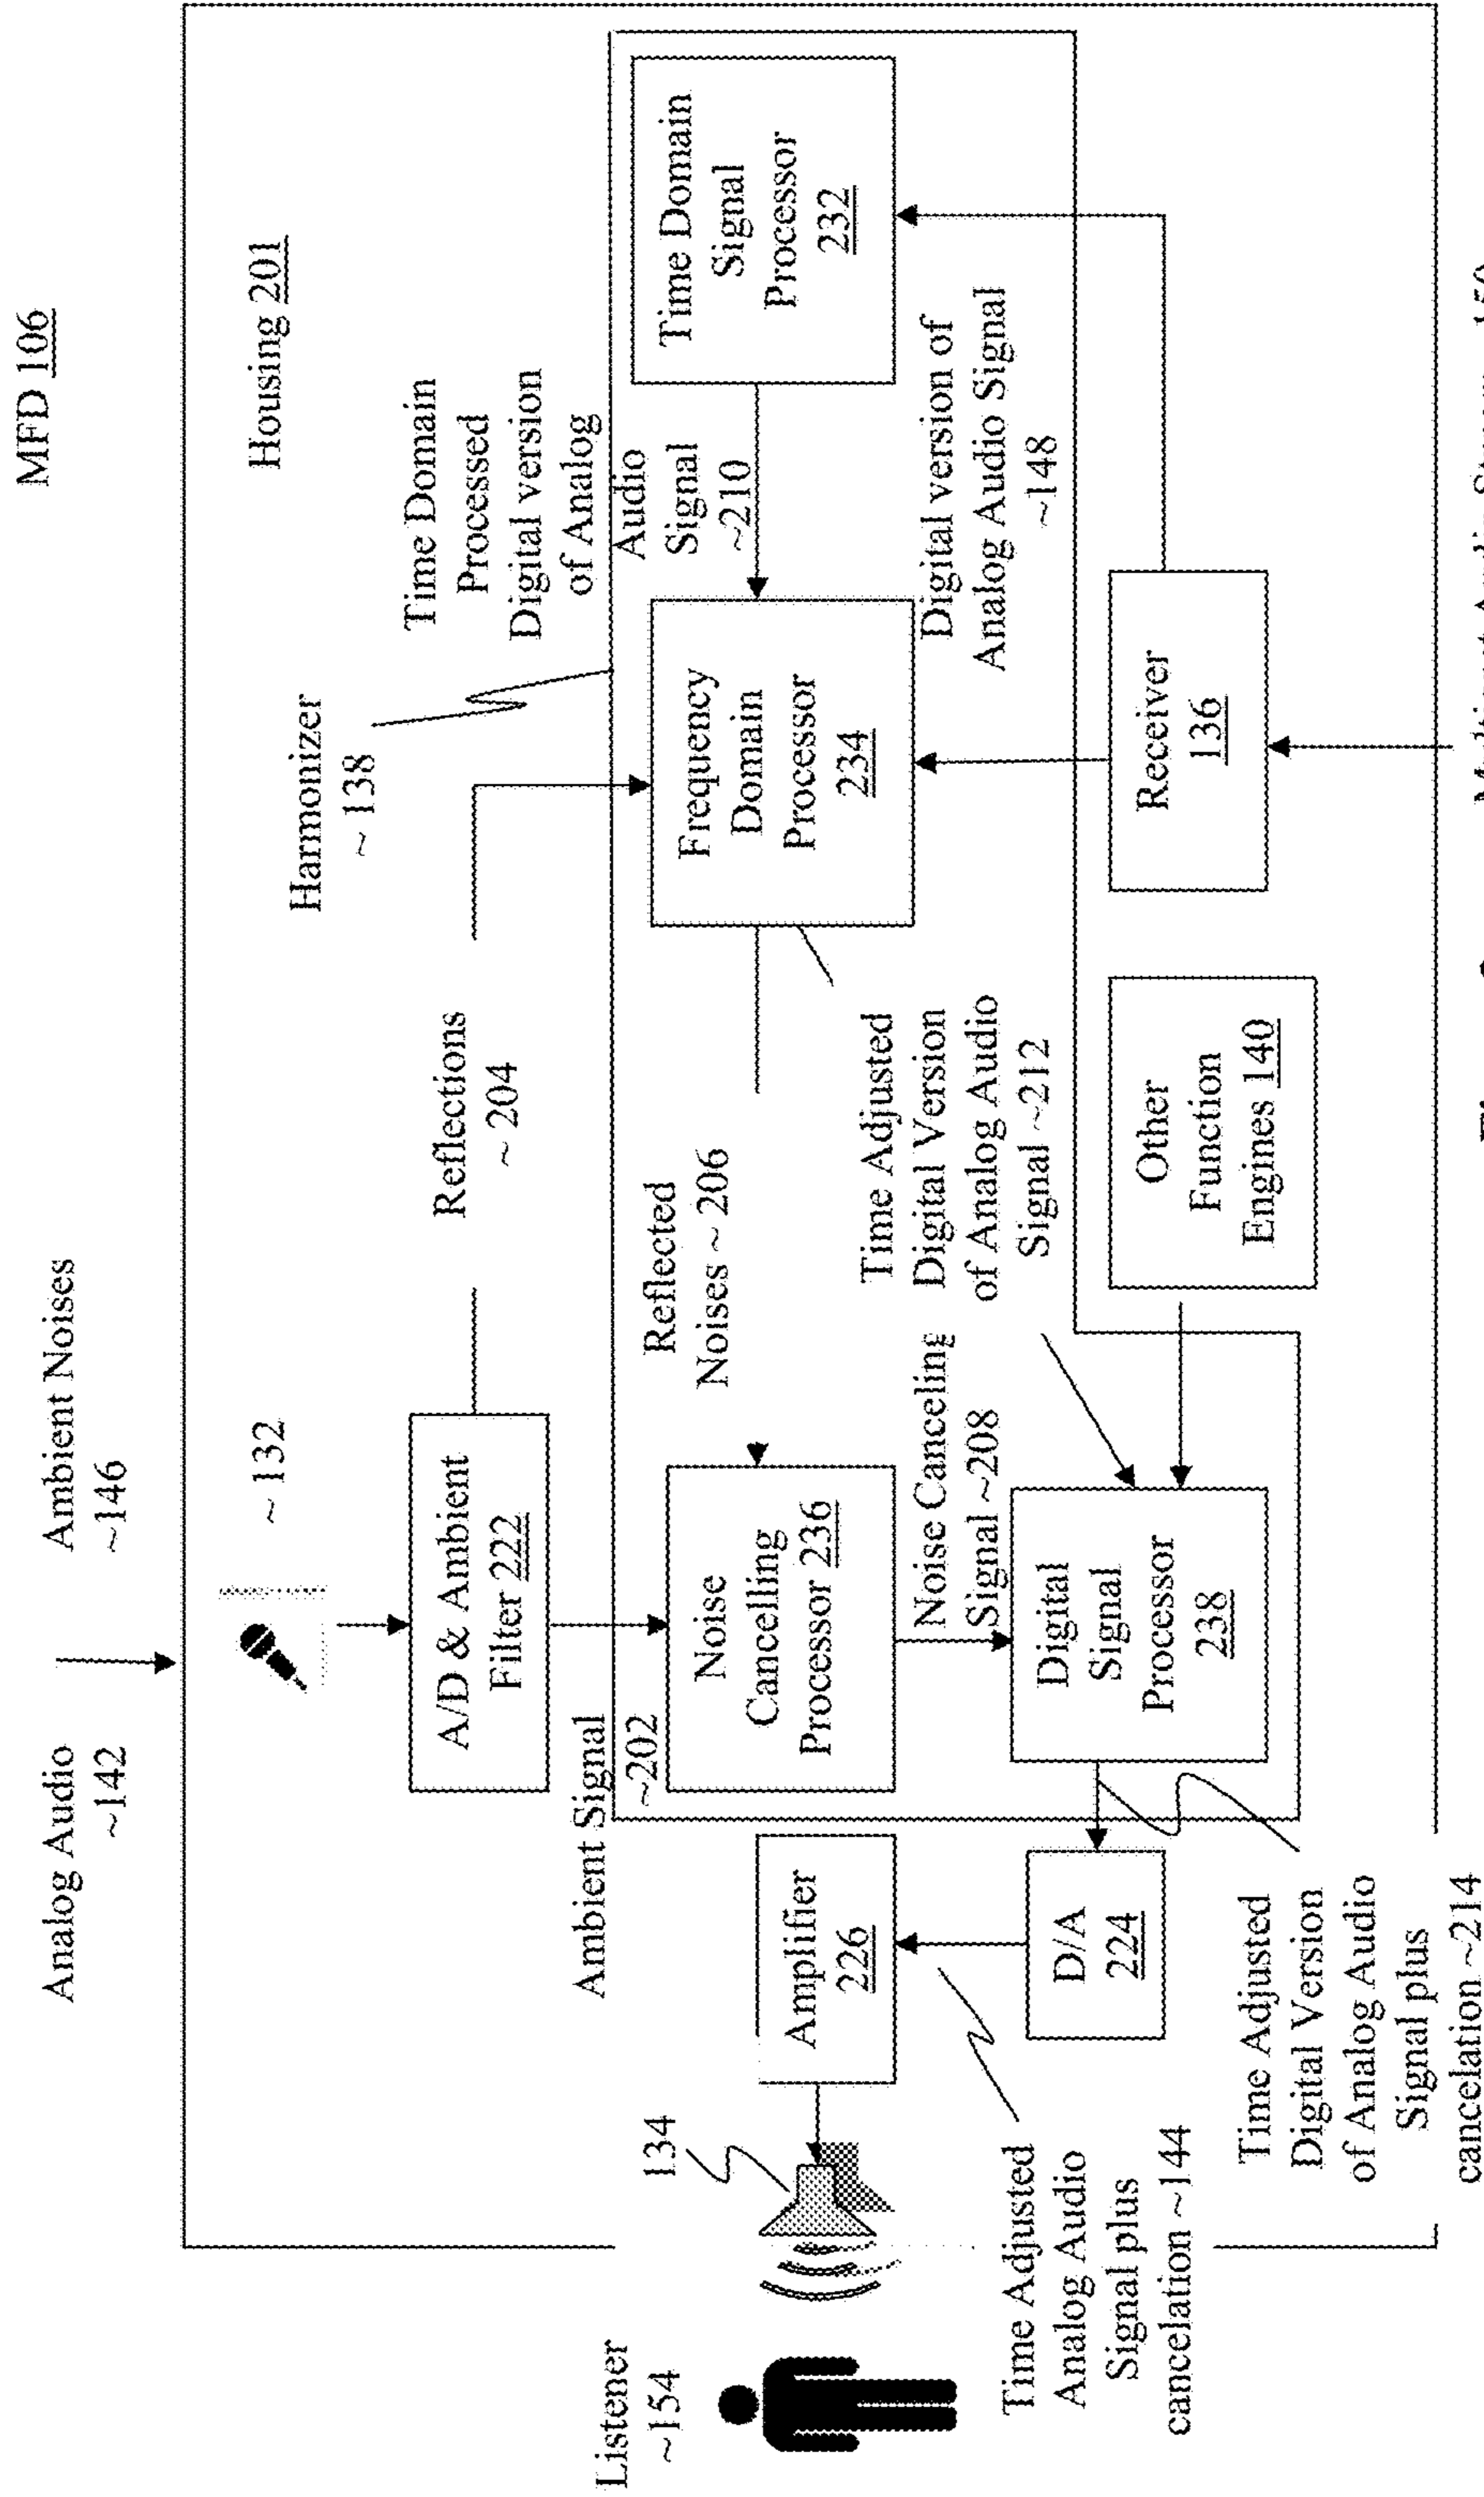 MFD 106
Analog Audio
~142
Ambient Noises
~146
Housing 201
~ 132
Harmonizer
~ 138
A/D & Ambient
Filter 222
Reflections
~ 204
Time Domain
Processed
Digital version
of Analog
Audio
Signal
~210
Ambient Signal
~202
Listener
~154
134
Amplifier
226
Noise
Cancelling
Processor 236
Reflected
Noises ~ 206
Frequency
Domain
Processor
234
Time Domain
Signal
Processor
232
Noise Canceling
Signal ~208
Time Adjusted
Digital Version
of Analog Audio
Signal ~212
Digital version of
Analog Audio Signal
~148
Time Adjusted
Analog Audio
Signal plus
cancelation ~144
D/A
224
Digital
Signal
Processor
238
Other
Function
Engines 140
Receiver
136
Time Adjusted
Digital Version
of Analog Audio
Signal plus
cancelation ~214